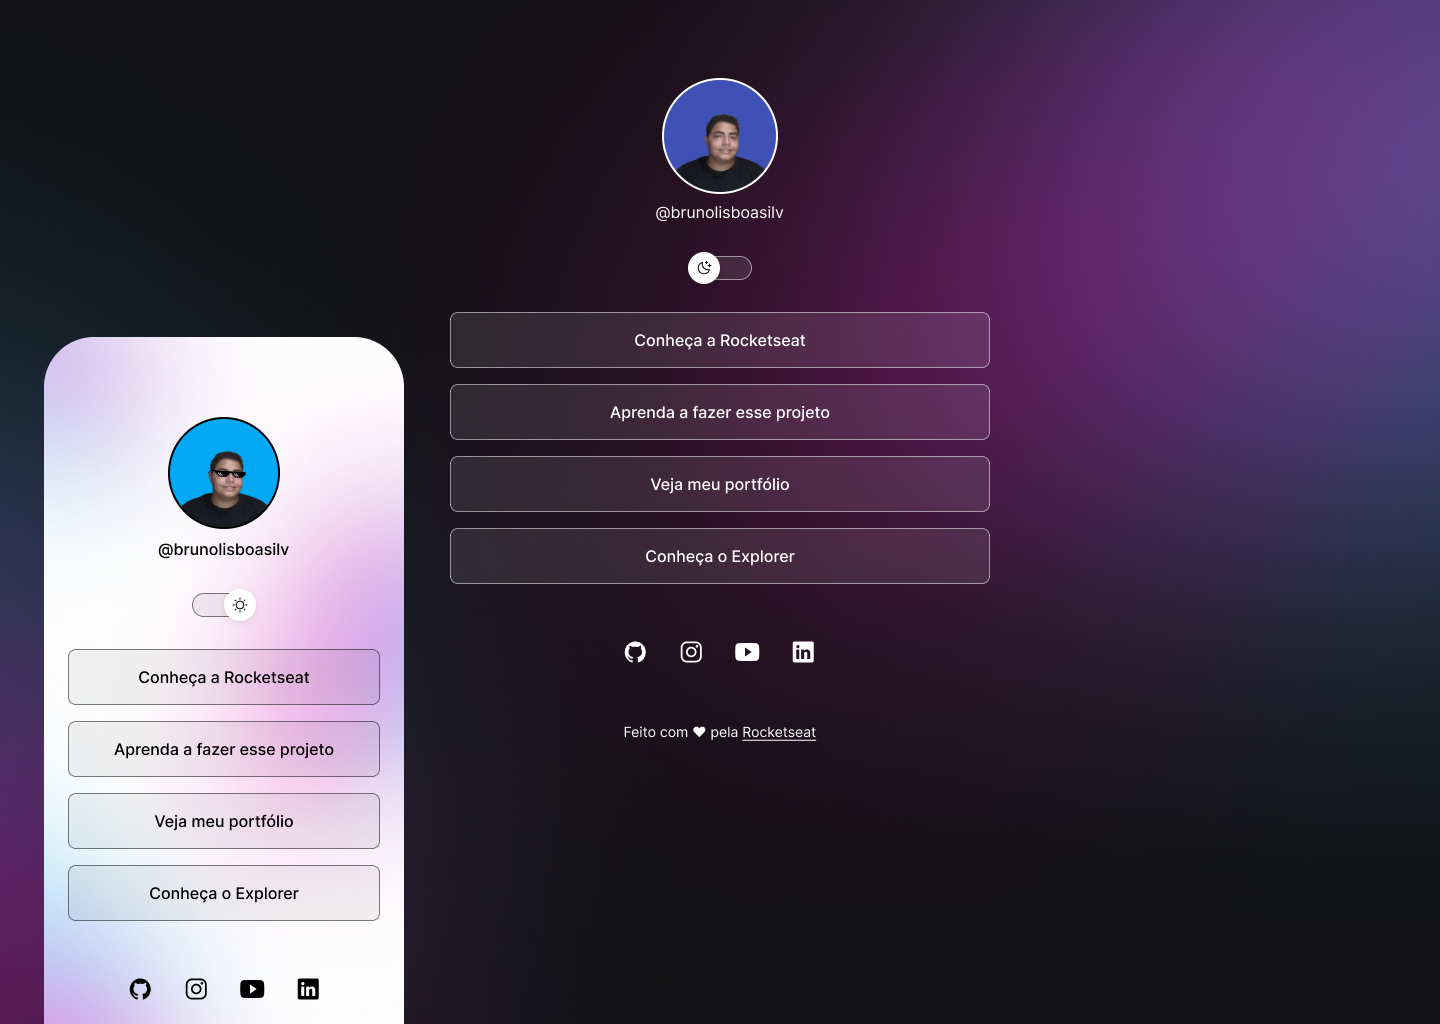 @brunolisboasilv
Conheça a Rocketseat
Aprenda a fazer esse projeto
Veja meu portfólio
Conheça o Explorer
Feito com ♥ pela Rocketseat
@brunolisboasilv
Conheça a Rocketseat
Aprenda a fazer esse projeto
Veja meu portfólio
Conheça o Explorer